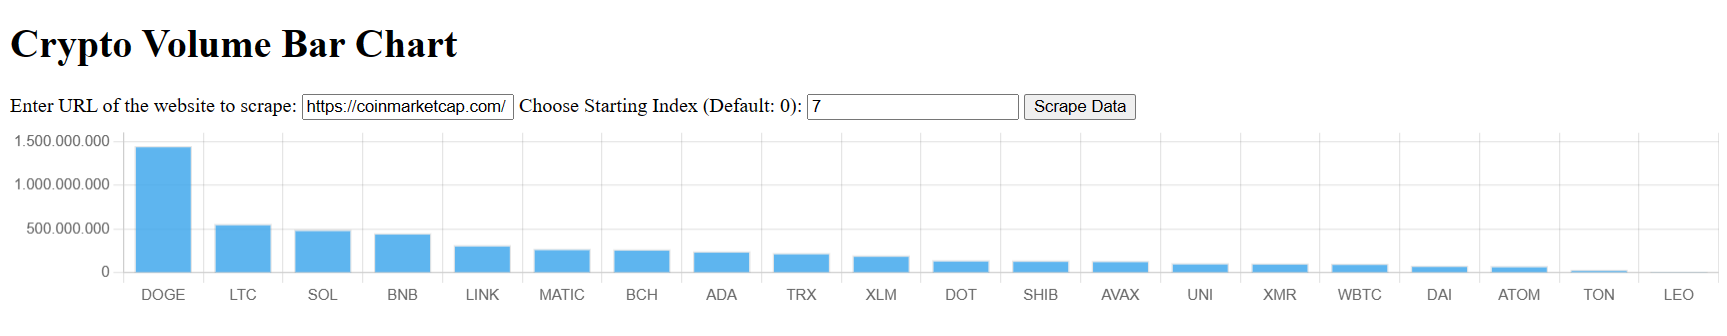 Crypto Volume Bar Chart
Enter URL of the website to scrape: https://coinmarketcap.com/ Choose Starting Index (Default: 0): 7 Scrape Data
1.500.000.000
1.000.000.000
500.000.000
0
DOGE LTC SOL BNB LINK MATIC BCH ADA TRX XLM DOT SHIB AVAX UNI XMR WBTC DAI ATOM TON LEO